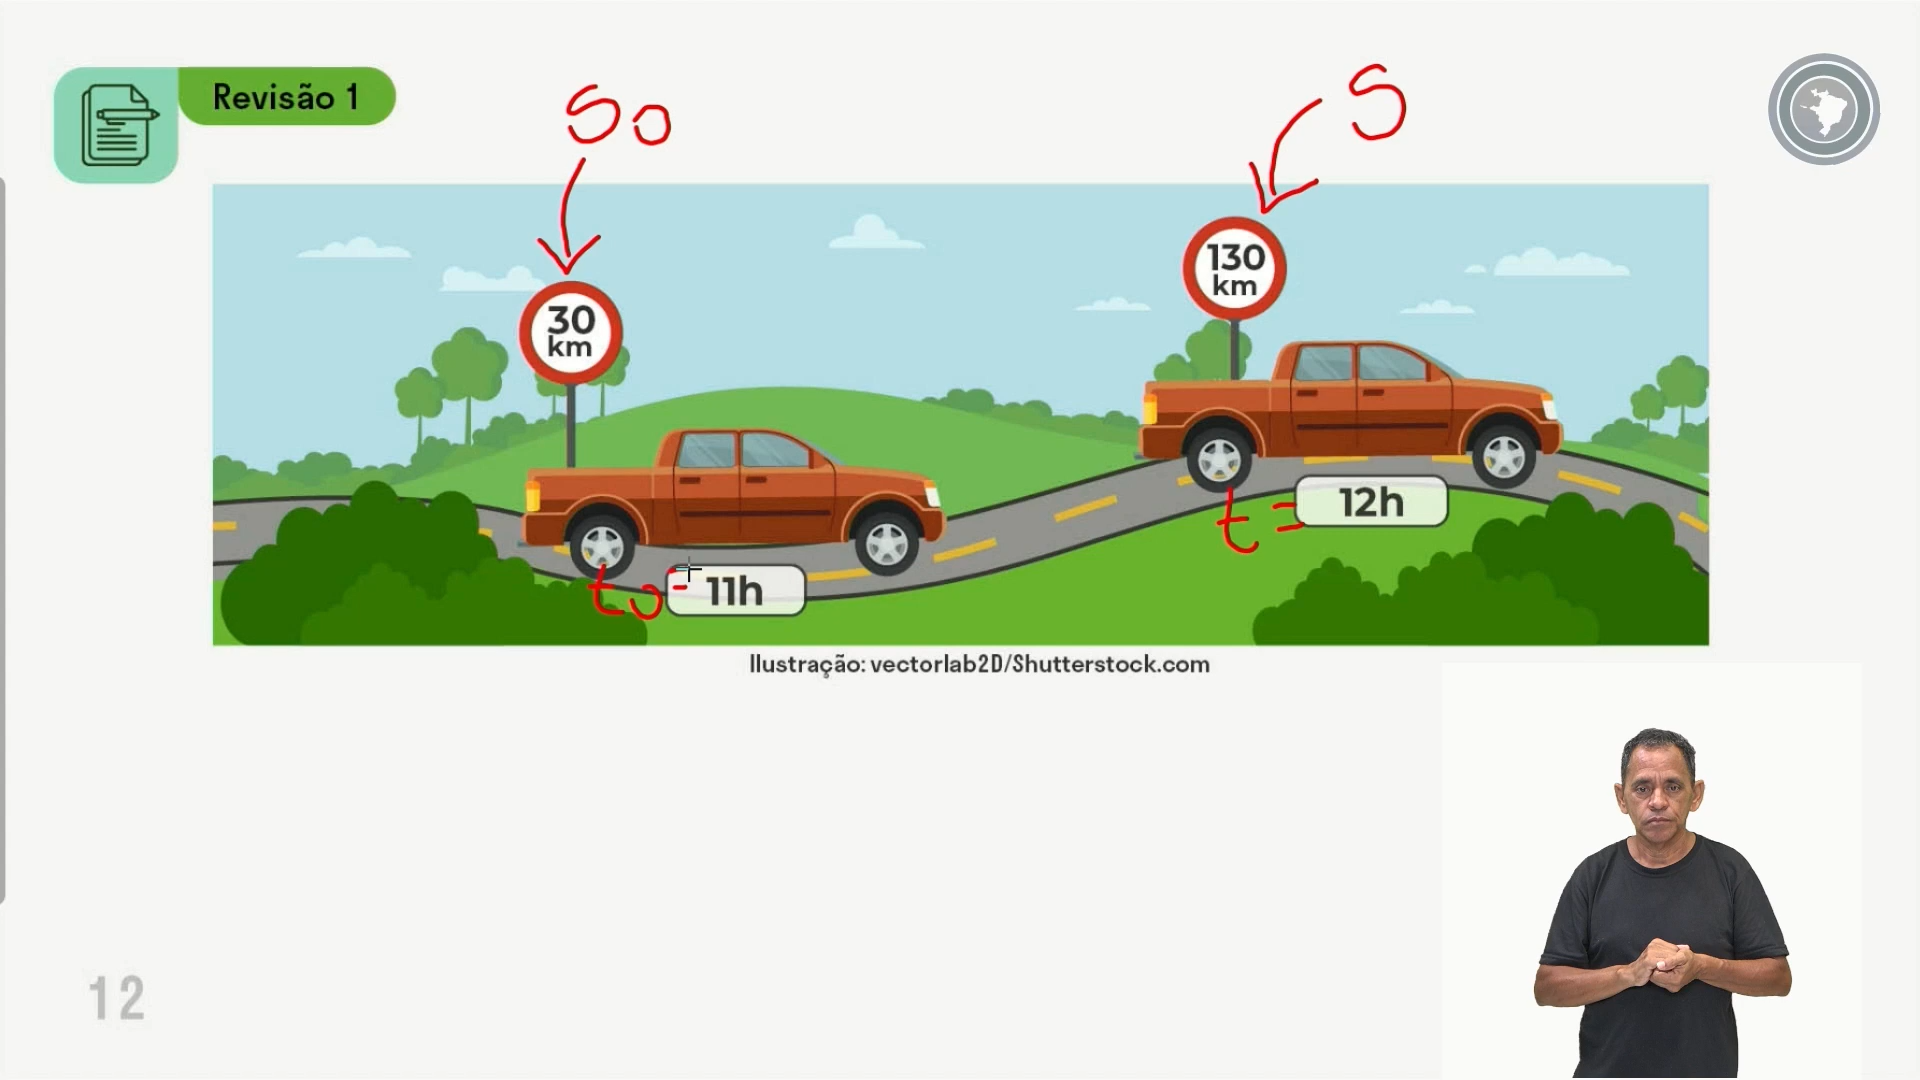 Revisão 1
So
S
30
km
130
km
t = 12h
to = 11h
Ilustração: vectorlab2D/Shutterstock.com
12